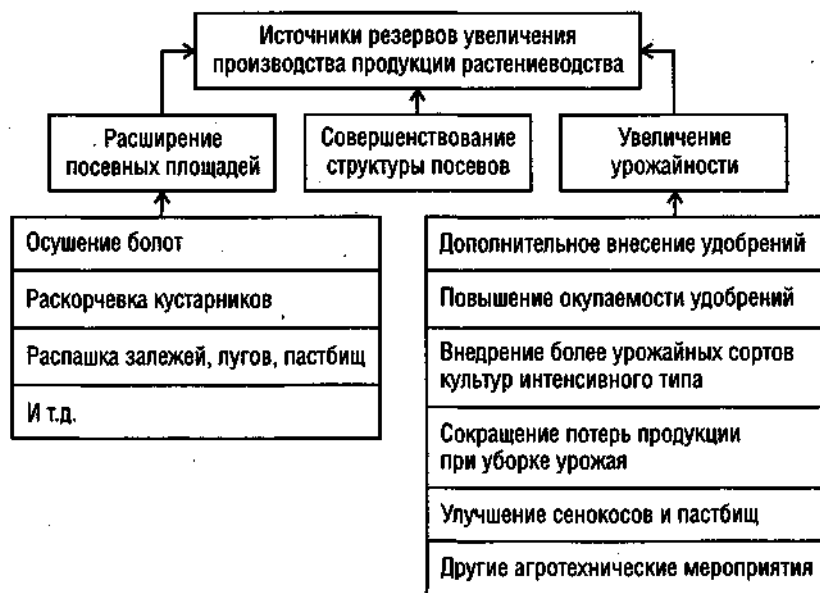 Источники резервов увеличения
производства продукции растениеводства
Расширение
посевных площадей
Совершенствование
структуры посевов
Увеличение
урожайности
Осушение болот
Раскорчевка кустарников
Распашка залежей, лугов, пастбищ
И т.д.
Дополнительное внесение удобрений
Повышение окупаемости удобрений
Внедрение более урожайных сортов
культур интенсивного типа
Сокращение потерь продукции
при уборке урожая
Улучшение сенокосов и пастбищ
Другие агротехнические мероприятия